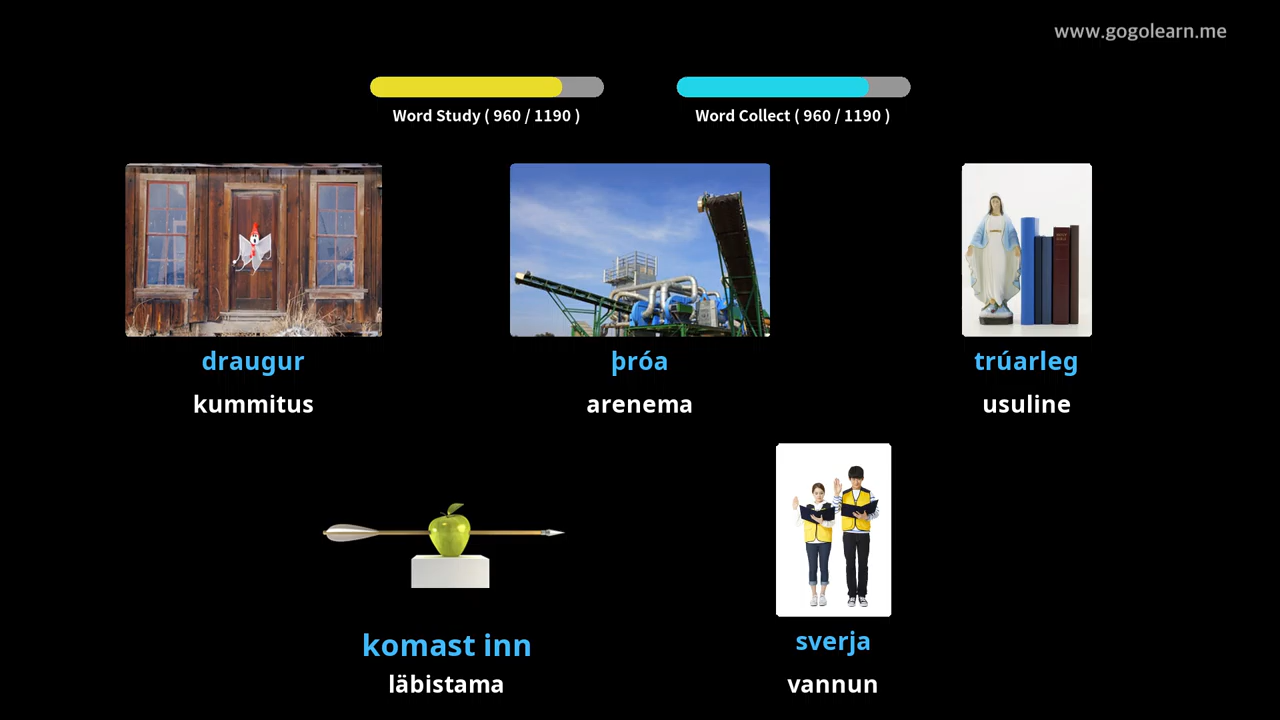 www.gogolearn.me
Word Study ( 960 / 1190 )
Word Collect ( 960 / 1190 )
draugur
þróa
trúarleg
kummitus
arenema
usuline
komast inn
sverja
läbistama
vannun